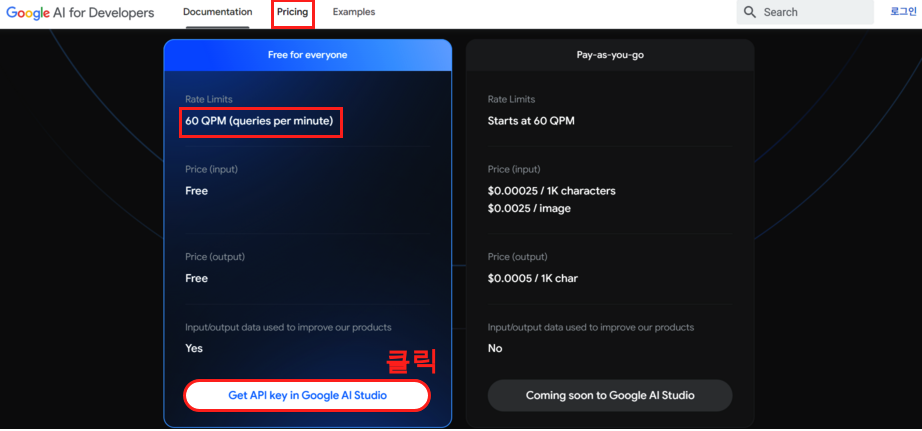 Google AI for Developers
Documentation
Pricing
Examples
Search
로그인
Free for everyone
Rate Limits
60 QPM (queries per minute)
Price (input)
Free
Price (output)
Free
Input/output data used to improve our products
Yes
클릭
Get API key in Google AI Studio
Pay-as-you-go
Rate Limits
Starts at 60 QPM
Price (input)
$0.00025 / 1K characters
$0.0025 / image
Price (output)
$0.0005 / 1K char
Input/output data used to improve our products
No
Coming soon to Google AI Studio